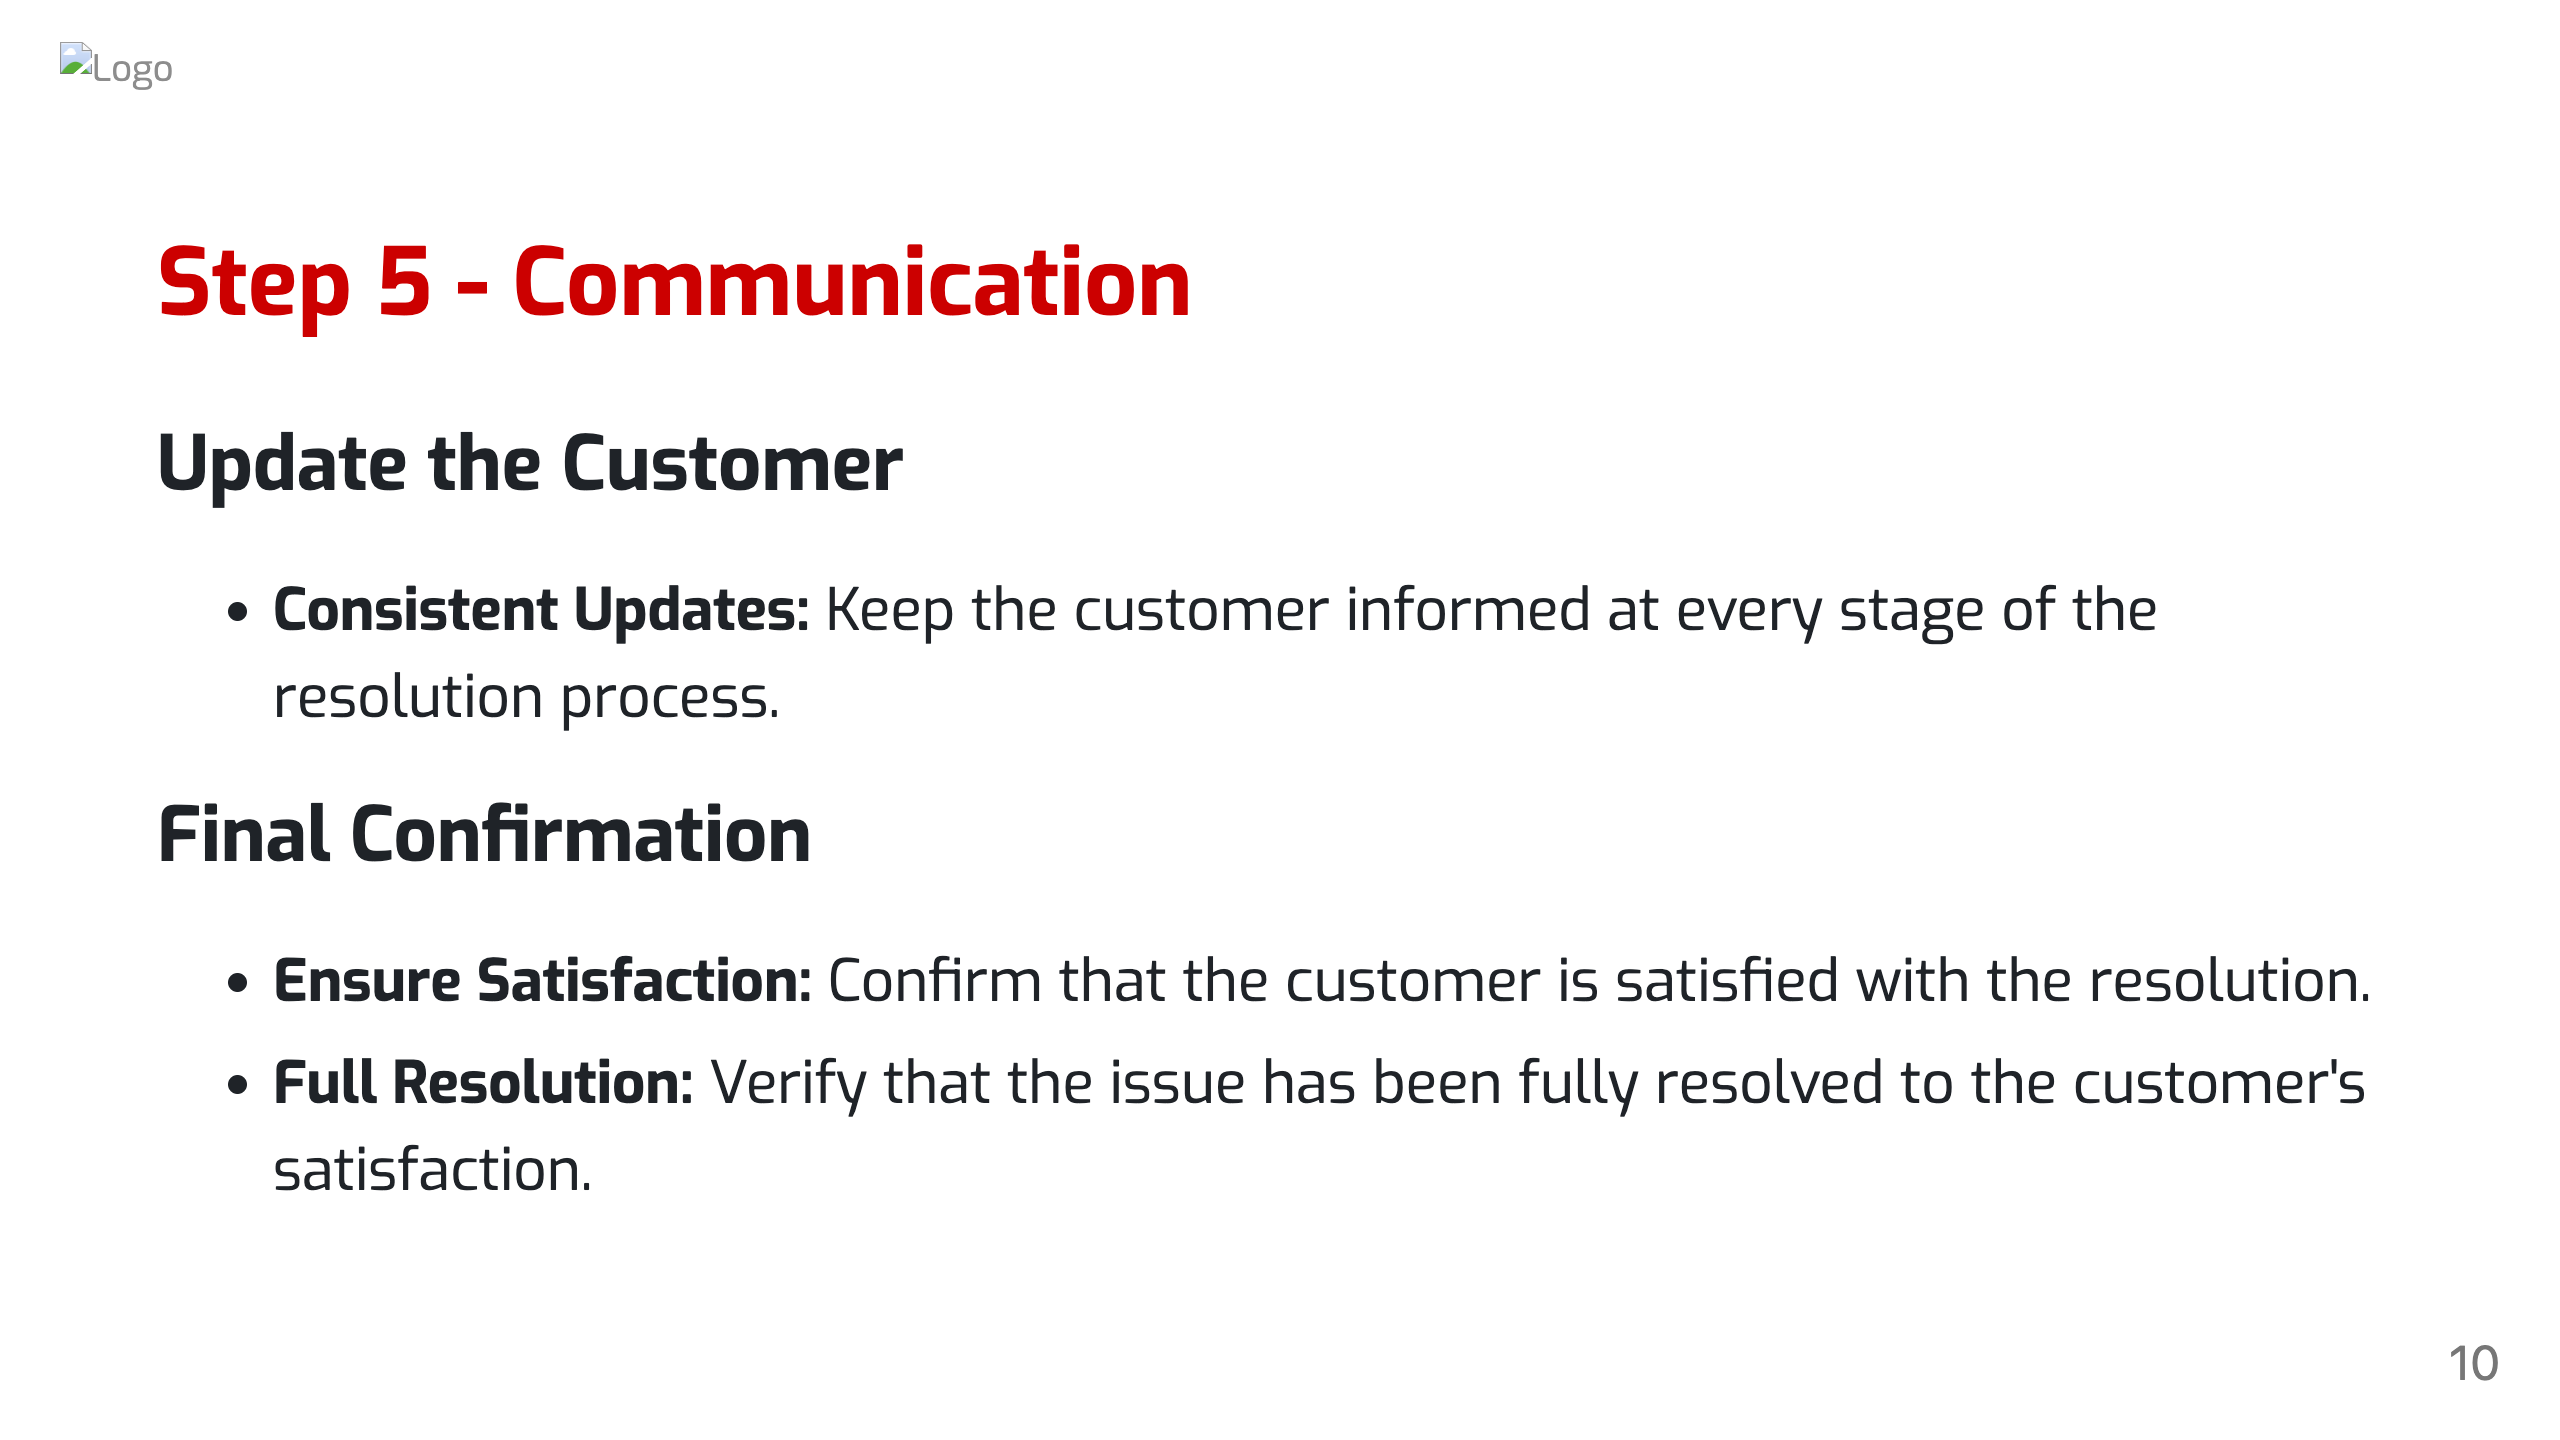 Logo
Step 5 - Communication
Update the Customer
• Consistent Updates: Keep the customer informed at every stage of the
resolution process.
Final Confirmation
• Ensure Satisfaction: Confirm that the customer is satisfied with the resolution.
• Full Resolution: Verify that the issue has been fully resolved to the customer's
satisfaction.
10